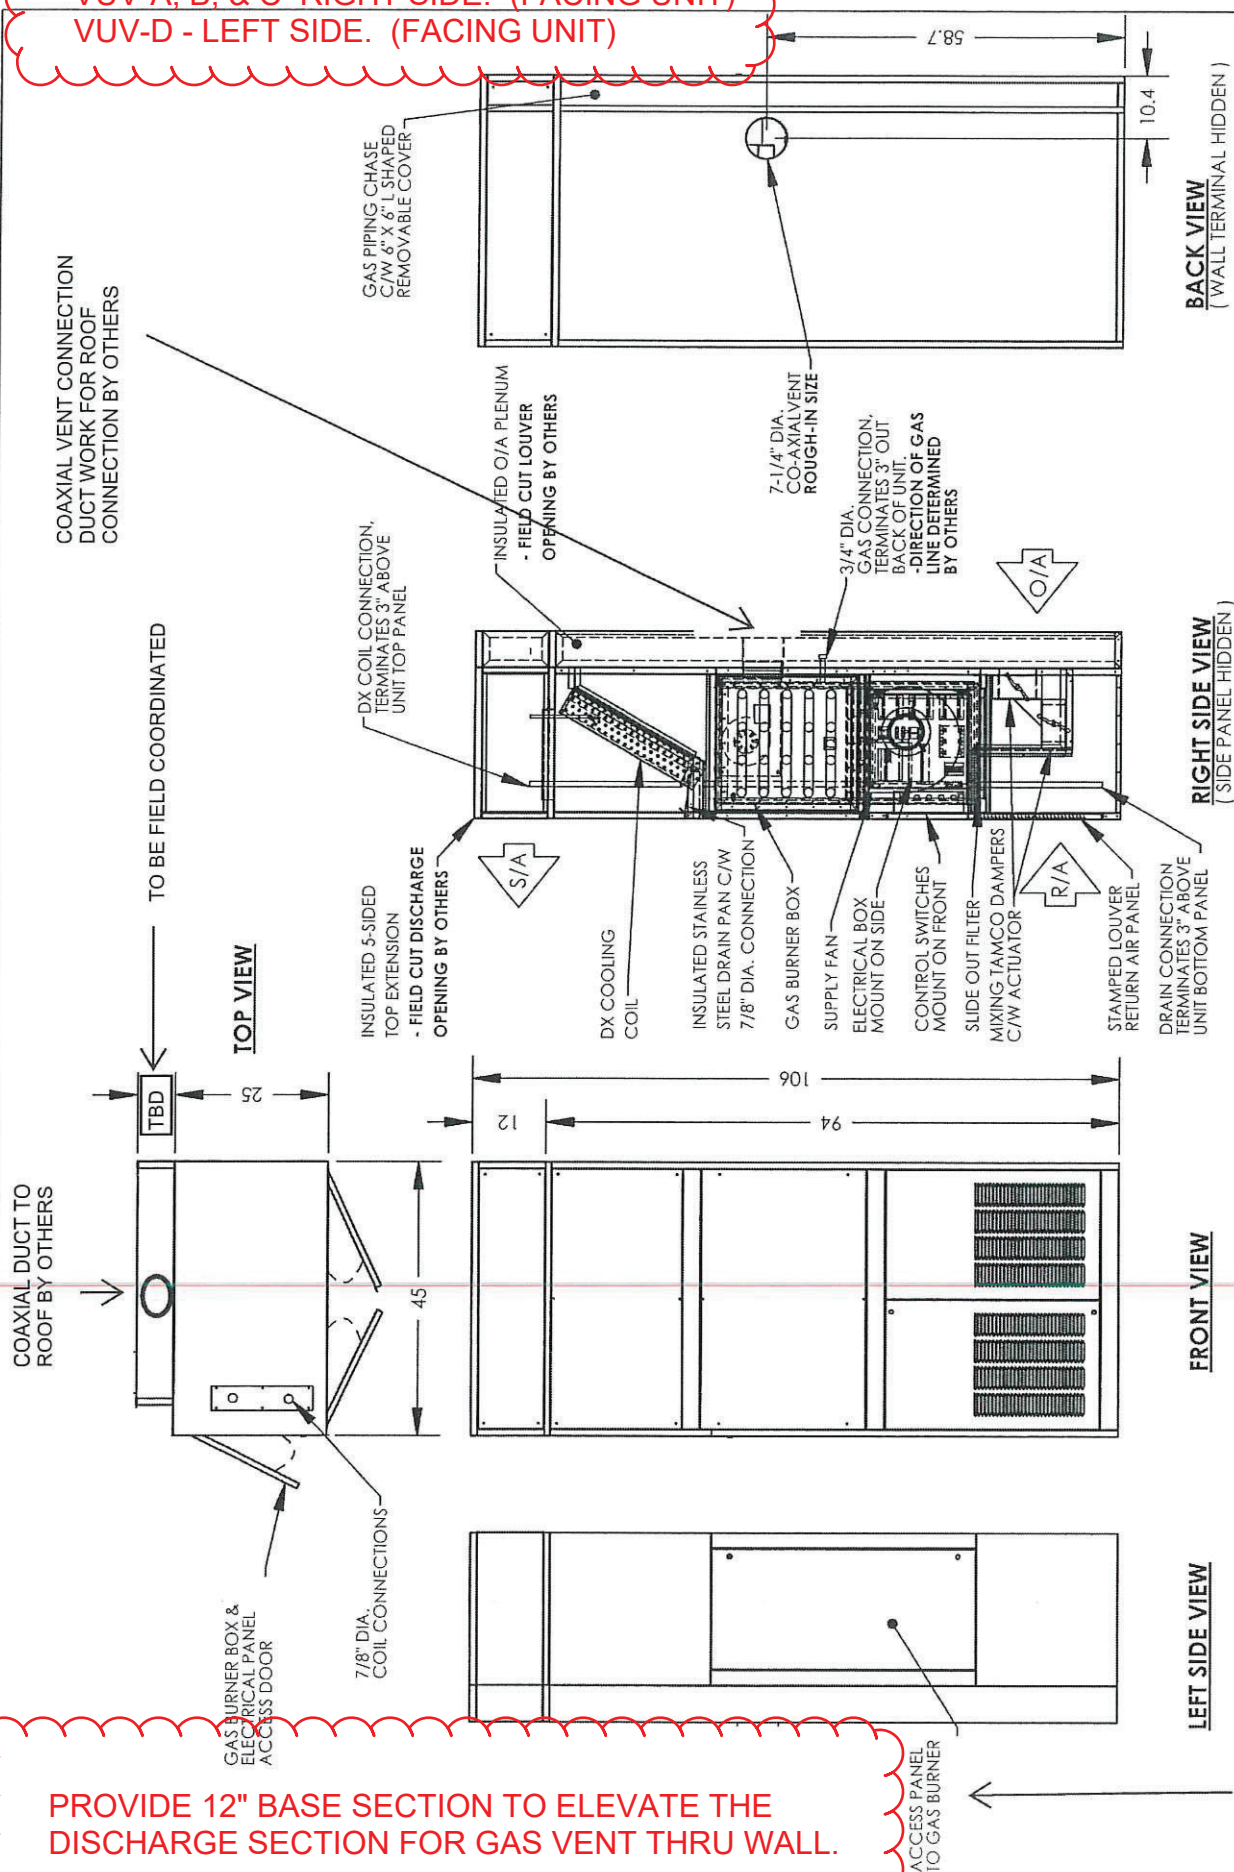 VUV-A, B, & C RIGHT SIDE. (FACING UNIT)
VUV-D - LEFT SIDE. (FACING UNIT)
COAXIAL DUCT TO
ROOF BY OTHERS
TBD
TO BE FIELD COORDINATED
25
45
TOP VIEW
GAS BURNER BOX &
ELECTRICAL PANEL
ACCESS DOOR
7/8" DIA.
COIL CONNECTIONS
COAXIAL VENT CONNECTION
DUCT WORK FOR ROOF
CONNECTION BY OTHERS
ACCESS PANEL
TO GAS BURNER
LEFT SIDE VIEW
12
94
106
FRONT VIEW
INSULATED 5-SIDED
TOP EXTENSION
- FIELD CUT DISCHARGE
OPENING BY OTHERS
S/A
DX COOLING
COIL
INSULATED STAINLESS
STEEL DRAIN PAN C/W
7/8" DIA. CONNECTION
GAS BURNER BOX
SUPPLY FAN
ELECTRICAL BOX
MOUNT ON SIDE
CONTROL SWITCHES
MOUNT ON FRONT
SLIDE OUT FILTER
MIXING TAMCO DAMPERS
C/W ACTUATOR
R/A
STAMPED LOUVER
RETURN AIR PANEL
DRAIN CONNECTION
TERMINATES 3" ABOVE
UNIT BOTTOM PANEL
DX COIL CONNECTION,
TERMINATES 3" ABOVE
UNIT TOP PANEL
INSULATED O/A PLENUM
- FIELD CUT LOUVER
OPENING BY OTHERS
7-1/4" DIA.
CO-AXIALVENT
ROUGH-IN SIZE
3/4" DIA.
GAS CONNECTION,
TERMINATES 3" OUT
BACK OF UNIT.
-DIRECTION OF GAS
LINE DETERMINED
BY OTHERS
O/A
RIGHT SIDE VIEW
( SIDE PANEL HIDDEN )
GAS PIPING CHASE
C/W 6" X 6" L SHAPED
REMOVABLE COVER
58.7
10.4
BACK VIEW
( WALL TERMINAL HIDDEN )
PROVIDE 12" BASE SECTION TO ELEVATE THE
DISCHARGE SECTION FOR GAS VENT THRU WALL.